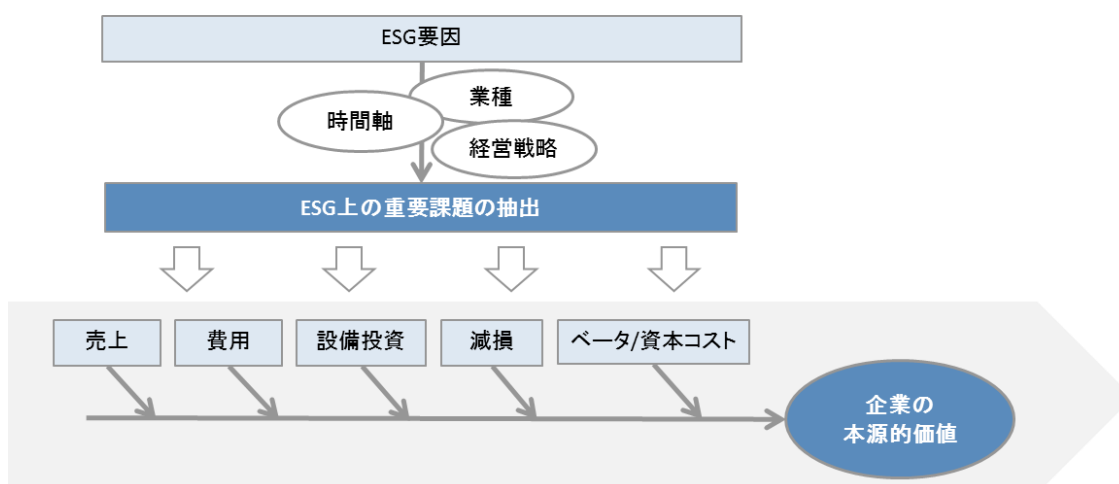 ESG要因
業種
時間軸
経営戦略
ESG上の重要課題の抽出
売上
費用
設備投資
減損
ベータ/資本コスト
企業の
本源的価値